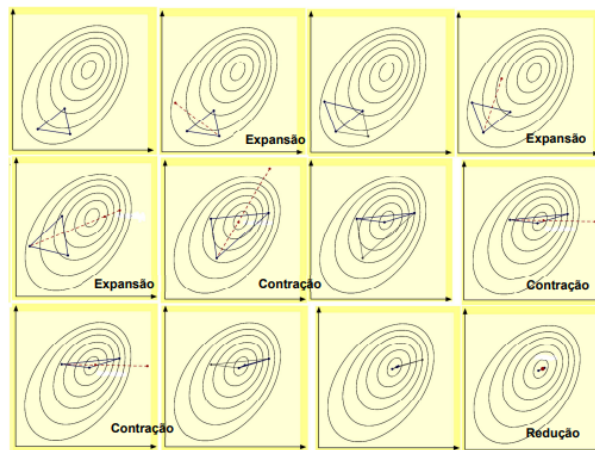 Expansão
Expansão
Expansão
Contração
Contração
Contração
Redução